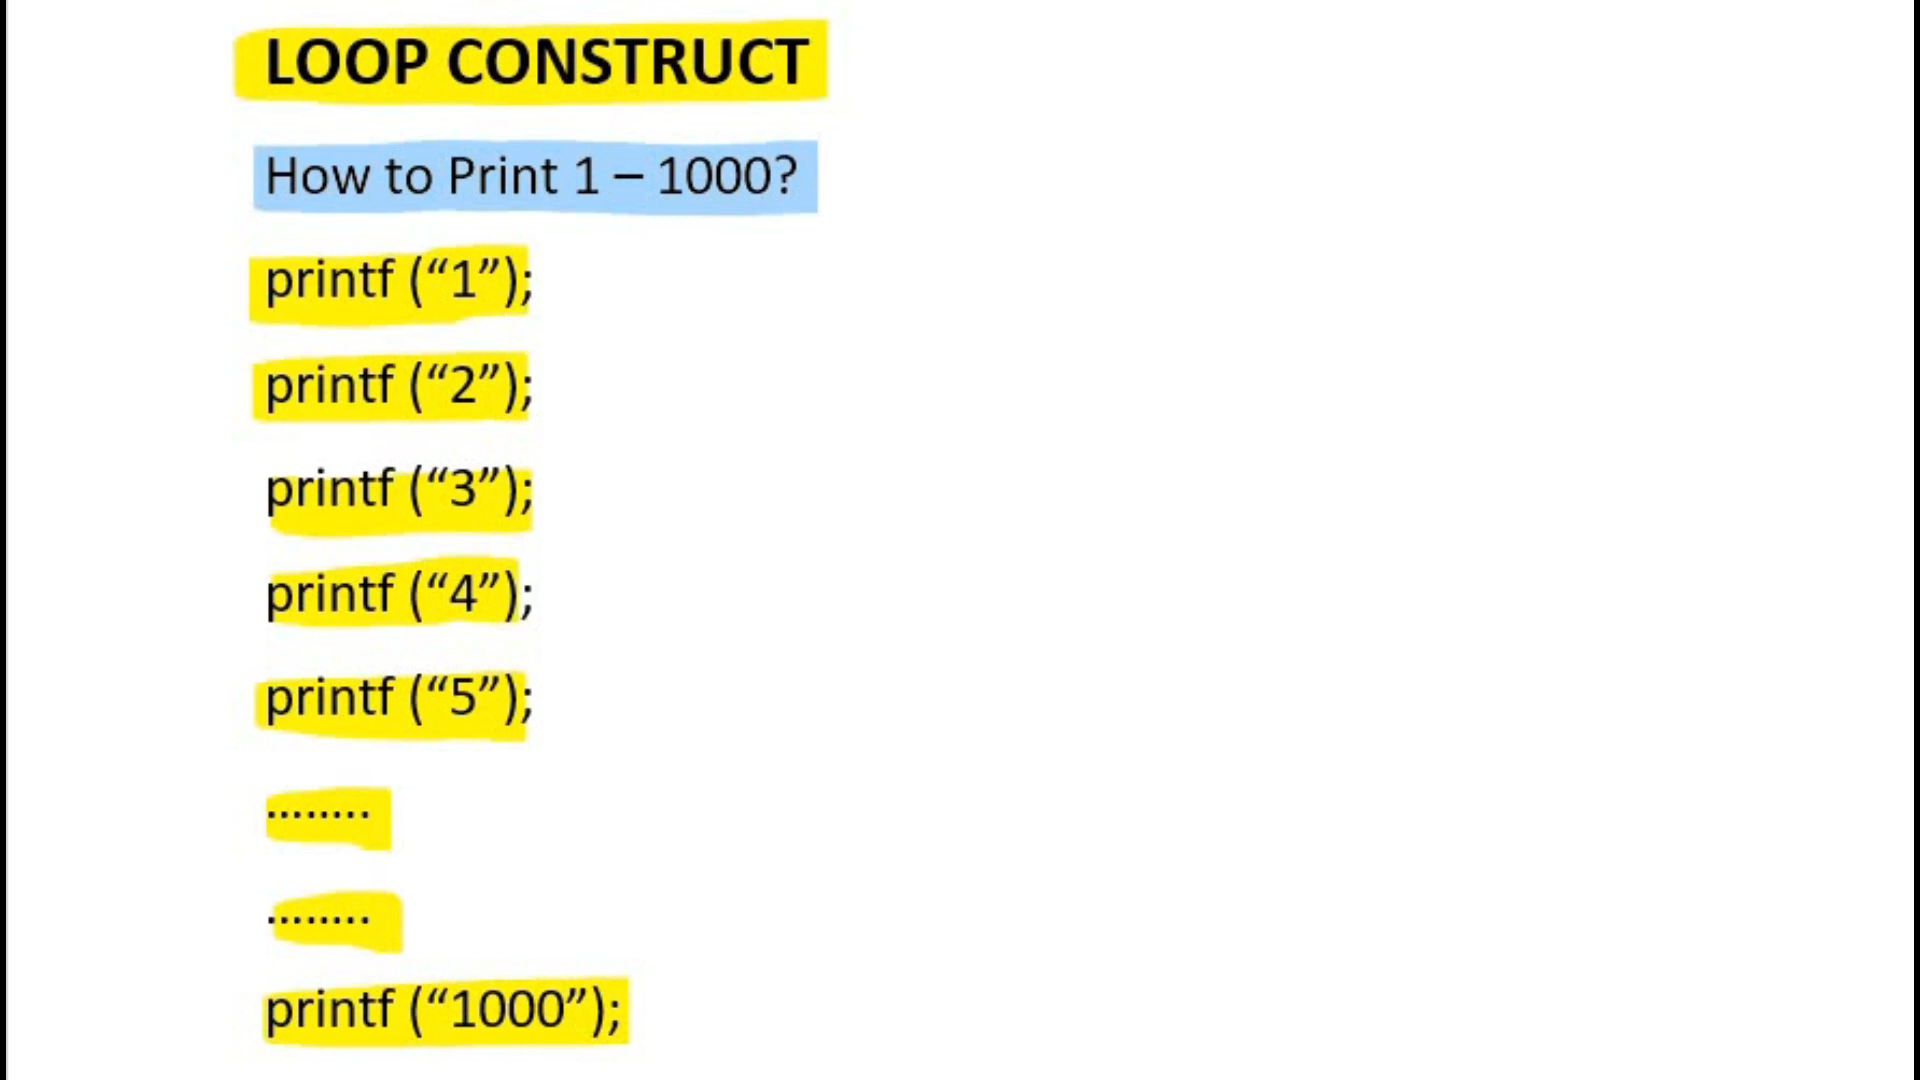 LOOP CONSTRUCT
How to Print 1 – 1000?
printf (“1”);
printf (“2”);
printf (“3”);
printf (“4”);
printf (“5”);
........
........
printf (“1000”);